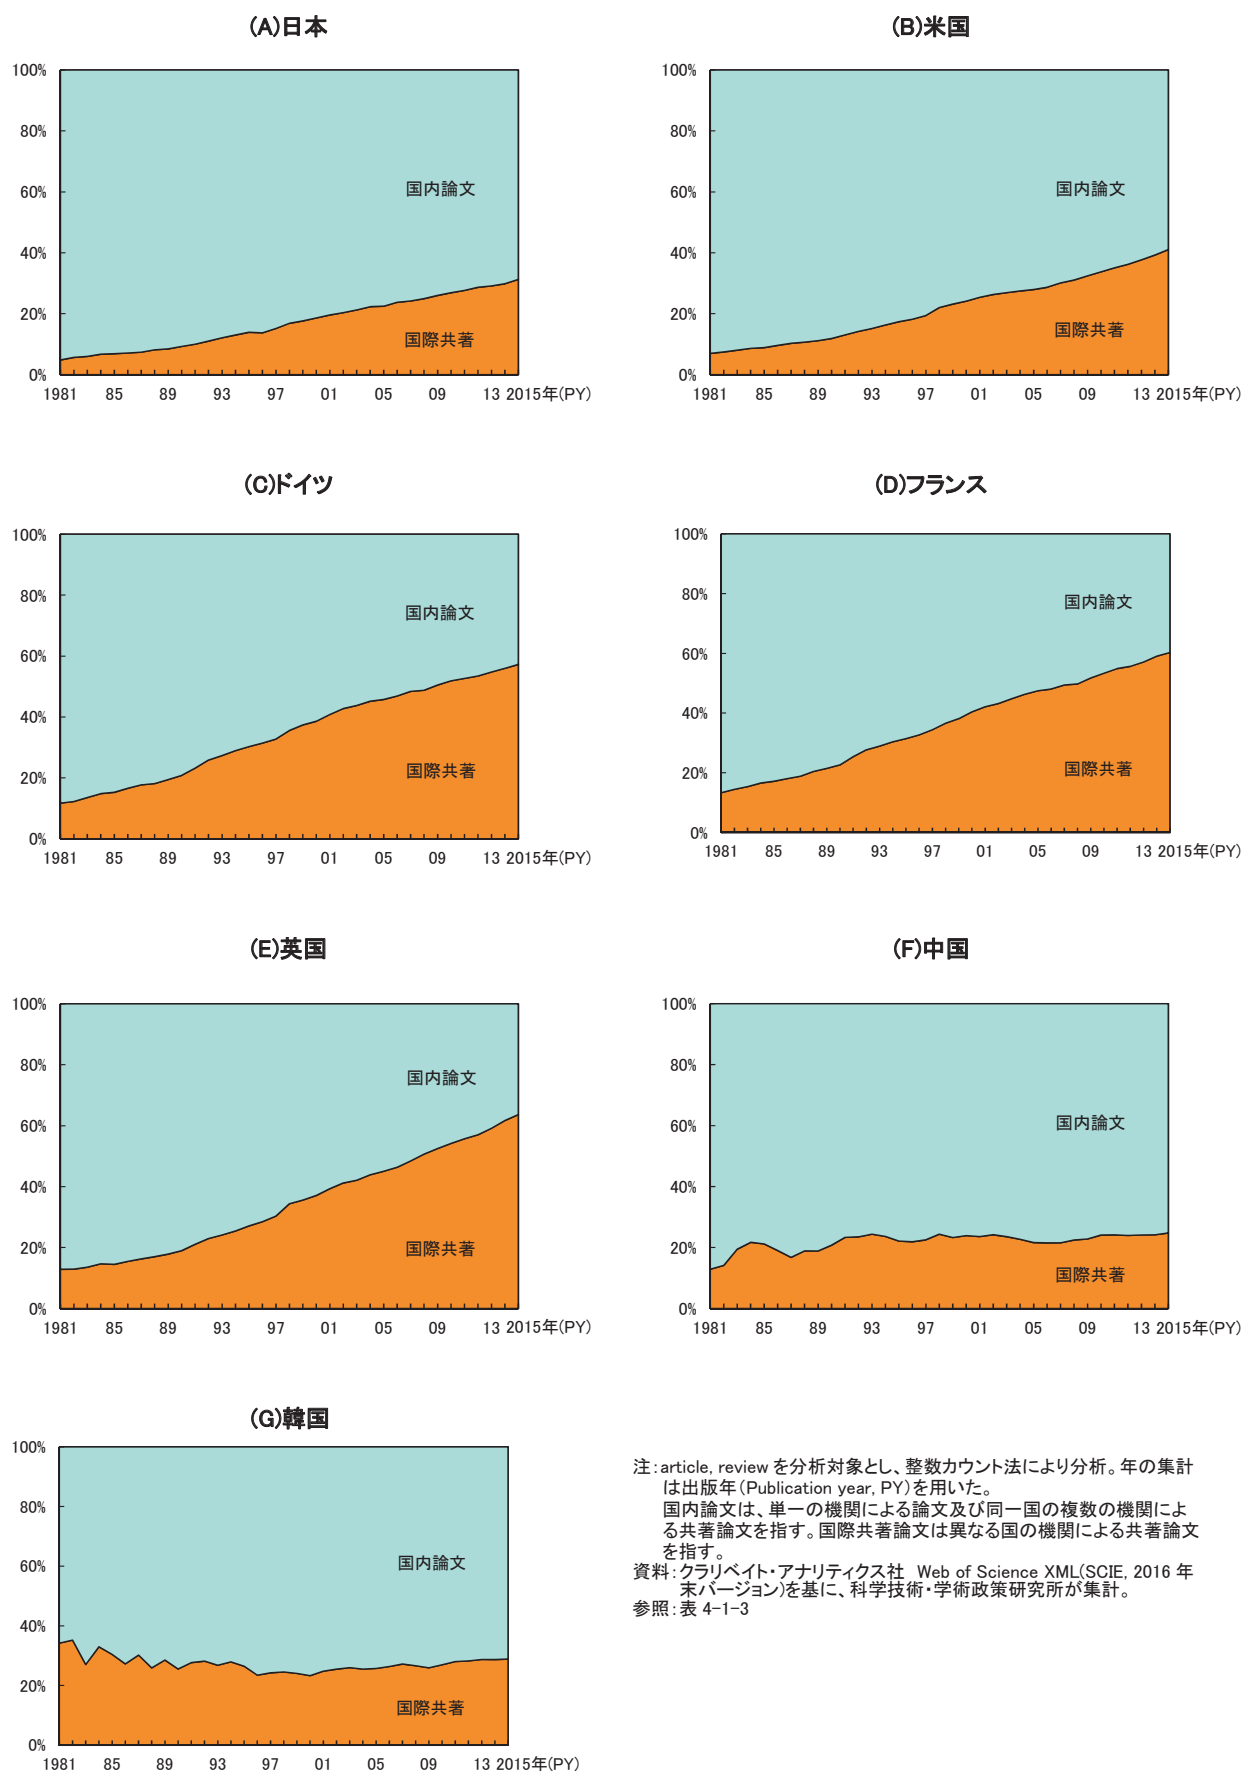 (A)日本
100%
80%
60%
40%
20%
0%
国内論文
国際共著
1981 85 89 93 97 01 05 09 13 2015年(PY)
(B)米国
100%
80%
60%
40%
20%
0%
国内論文
国際共著
1981 85 89 93 97 01 05 09 13 2015年(PY)
(C)ドイツ
100%
80%
60%
40%
20%
0%
国内論文
国際共著
1981 85 89 93 97 01 05 09 13 2015年(PY)
(D)フランス
100%
80%
60%
40%
20%
0%
国内論文
国際共著
1981 85 89 93 97 01 05 09 13 2015年(PY)
(E)英国
100%
80%
60%
40%
20%
0%
国内論文
国際共著
1981 85 89 93 97 01 05 09 13 2015年(PY)
(F)中国
100%
80%
60%
40%
20%
0%
国内論文
国際共著
1981 85 89 93 97 01 05 09 13 2015年(PY)
(G)韓国
100%
80%
60%
40%
20%
0%
国内論文
国際共著
1981 85 89 93 97 01 05 09 13 2015年(PY)
注：article, review を分析対象とし、整数カウント法により分析。年の集計
は出版年（Publication year, PY）を用いた。
国内論文は、単一の機関による論文及び同一国の複数の機関によ
る共著論文を指す。国際共著論文は異なる国の機関による共著論文
を指す。
資料：クラリベイト・アナリティクス社 Web of Science XML(SCIE, 2016 年
末バージョン)を基に、科学技術・学術政策研究所が集計。
参照：表 4-1-3